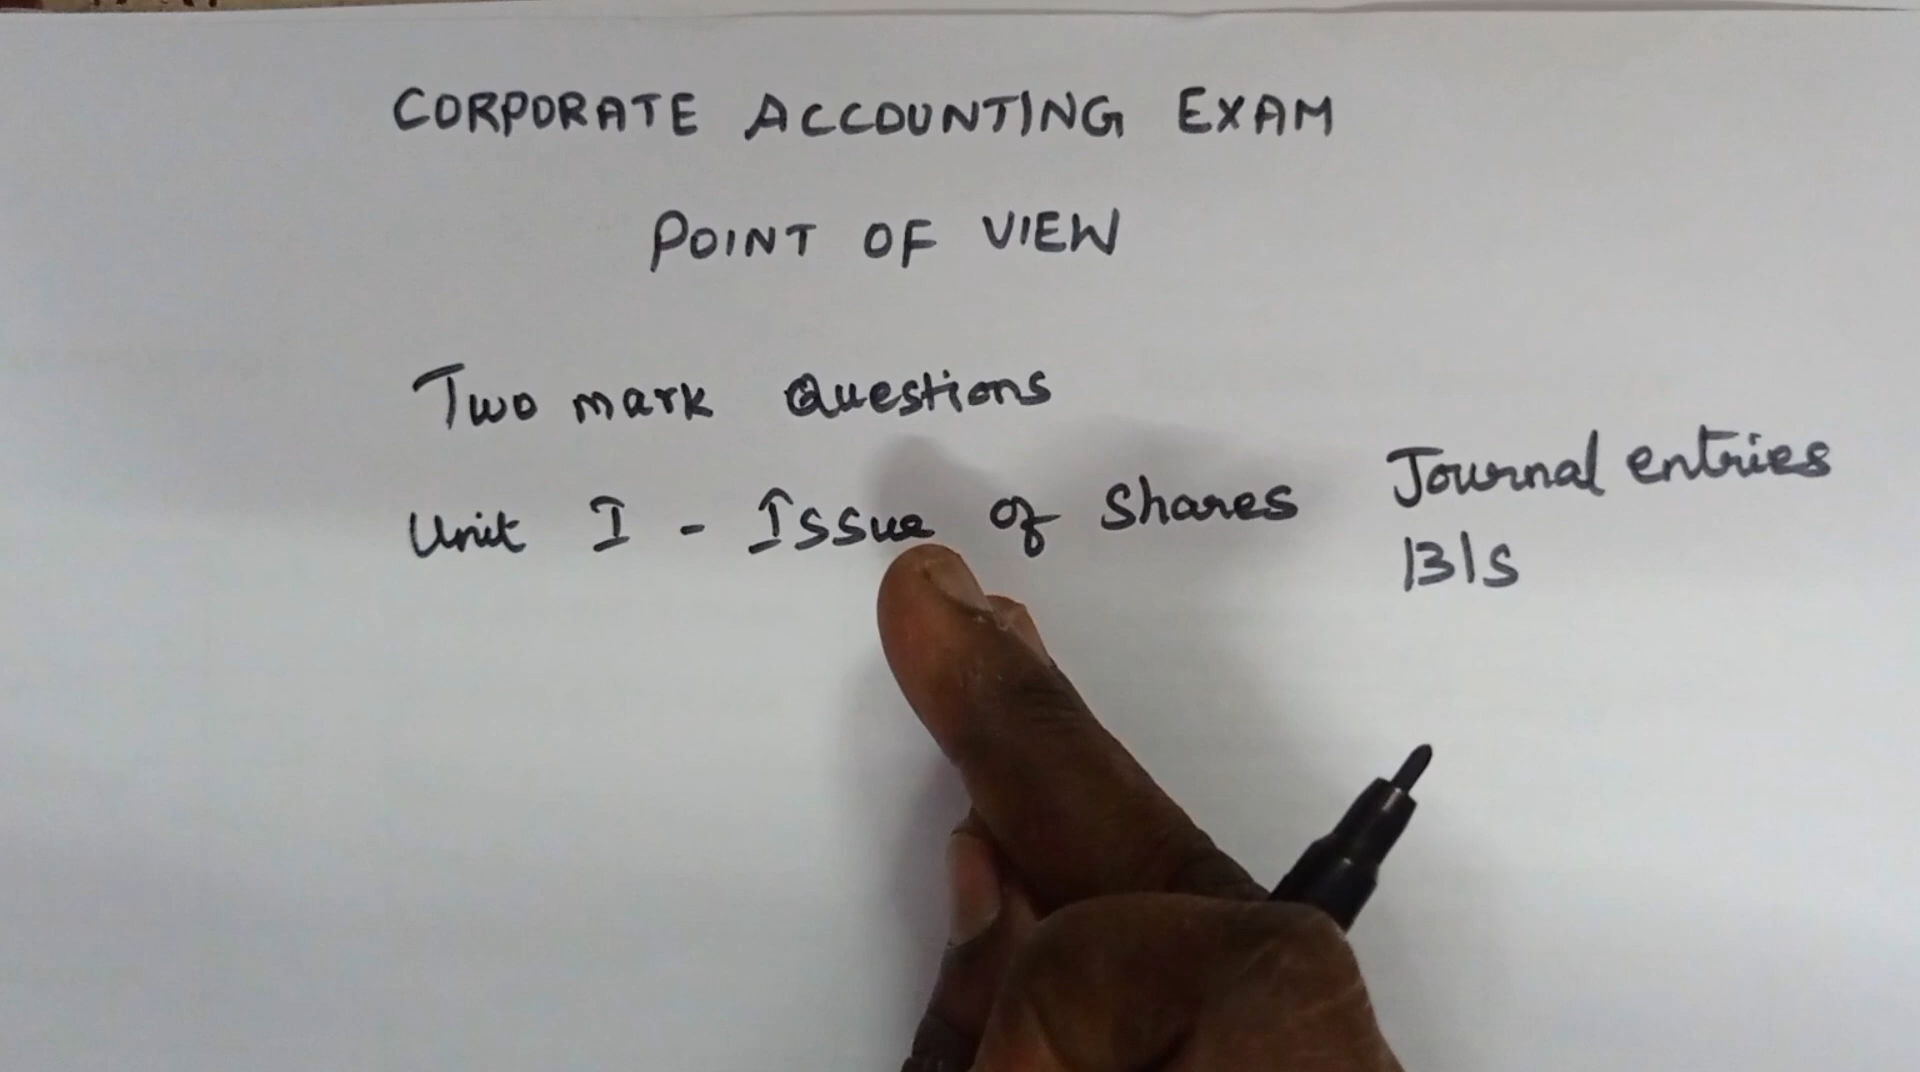 CORPORATE ACCOUNTING EXAM
POINT OF VIEW
Two mark Questions
Unit I - Issue of Shares
Journal entries
B/S